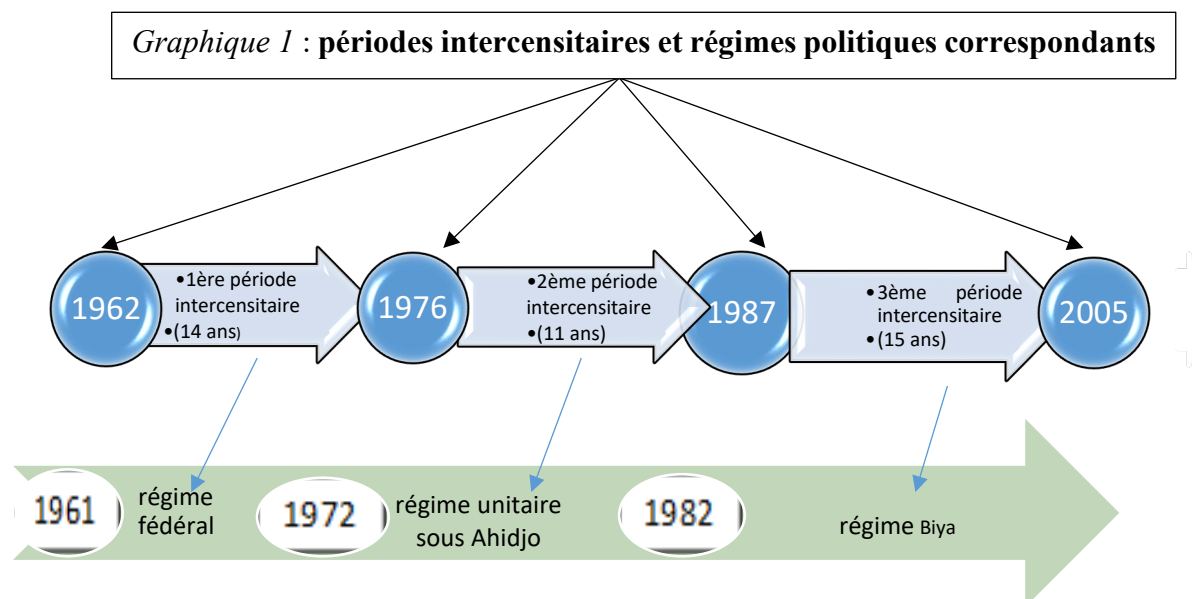 Graphique 1 : périodes intercensitaires et régimes politiques correspondants
1962
•1ère période
intercensitaire
•(14 ans)
1976
•2ème période
intercensitaire
•(11 ans)
1987
•3ème période
intercensitaire
•(15 ans)
2005
1961
régime
fédéral
1972
régime unitaire
sous Ahidjo
1982
régime Biya